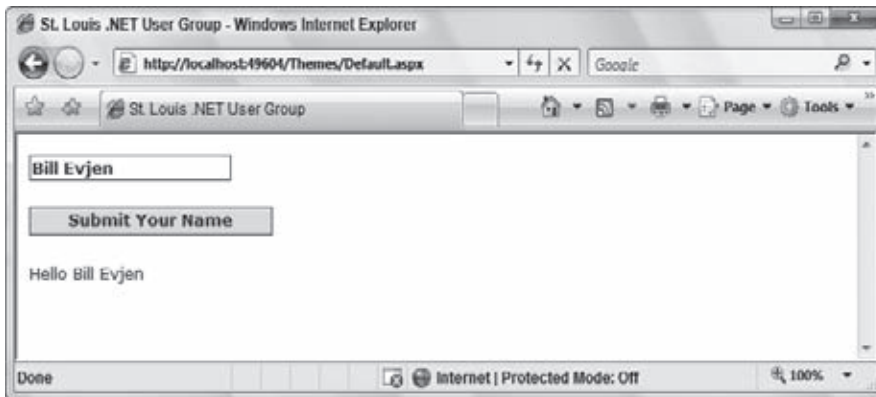 St. Louis .NET User Group - Windows Internet Explorer
http://localhost:49604/Themes/Default.aspx
Google
St. Louis .NET User Group
Page
Tools
Bill Evjen
Submit Your Name
Hello Bill Evjen
Done
Internet | Protected Mode: Off
100%